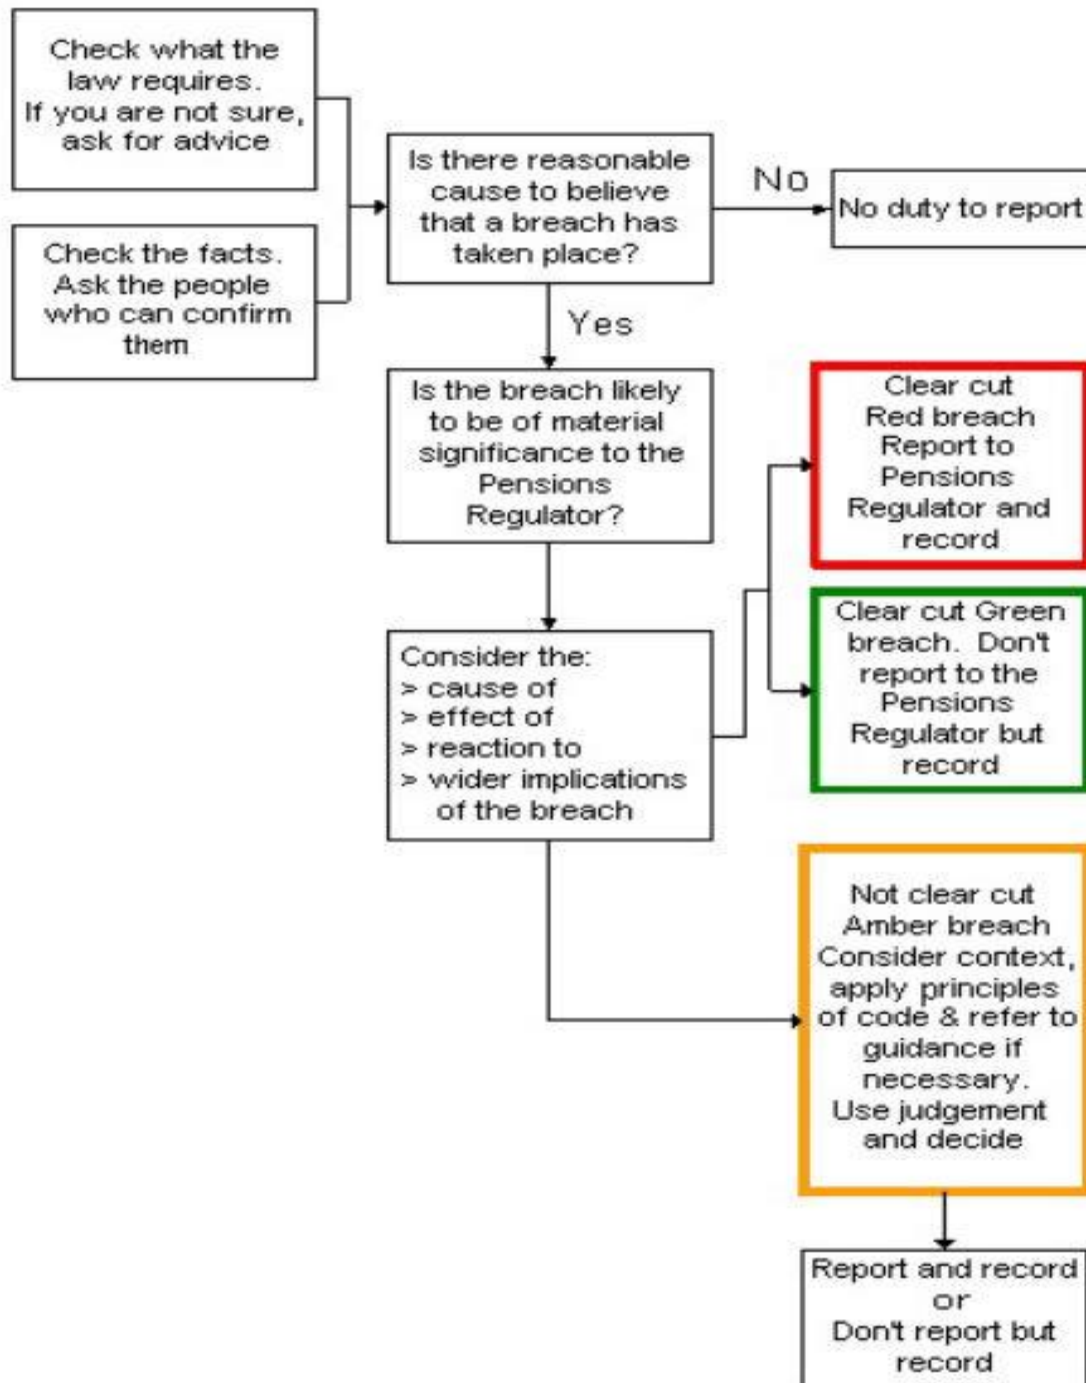 Check what the
law requires.
If you are not sure,
ask for advice
Check the facts.
Ask the people
who can confirm
them
Is there reasonable
cause to believe
that a breach has
taken place?
No
No duty to report
Yes
Is the breach likely
to be of material
significance to the
Pensions
Regulator?
Consider the:
> cause of
> effect of
> reaction to
> wider implications
of the breach
Clear cut
Red breach
Report to
Pensions
Regulator and
record
Clear cut Green
breach. Don't
report to the
Pensions
Regulator but
record
Not clear cut
Amber breach
Consider context,
apply principles
of code & refer to
guidance if
necessary.
Use judgement
and decide
Report and record
or
Don't report but
record